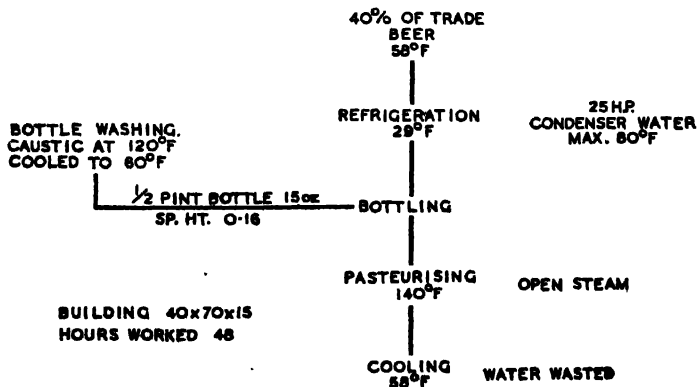 40% OF TRADE
BEER
58°F
REFRIGERATION
29°F
25 H.P.
CONDENSER WATER
MAX. 80°F
BOTTLE WASHING.
CAUSTIC AT 120°F
COOLED TO 60°F
1/2 PINT BOTTLE 15oz
SP. HT. 0·16
BOTTLING
PASTEURISING
140°F
OPEN STEAM
BUILDING 40x70x15
HOURS WORKED 48
COOLING
58°F
WATER WASTED